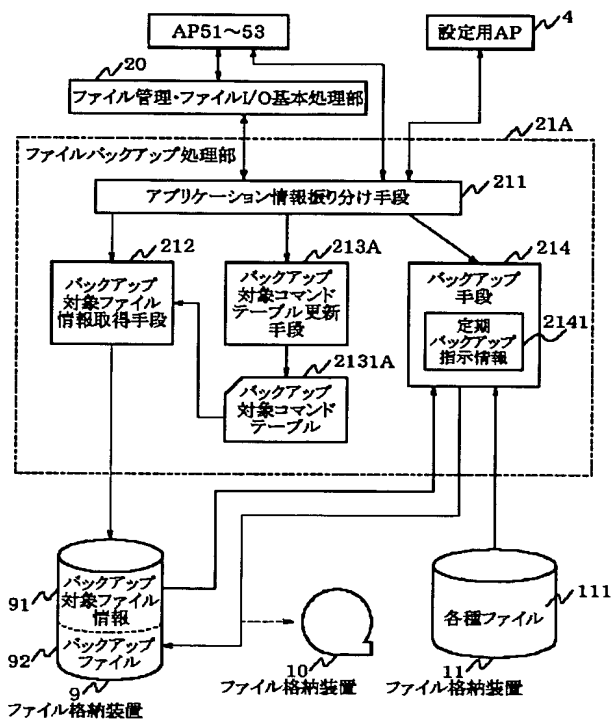 AP51～53
設定用AP
4
20
ファイル管理・ファイルI/O基本処理部
21A
ファイルバックアップ処理部
アプリケーション情報振り分け手段
211
212
バックアップ
対象ファイル
情報取得手段
213A
バックアップ
対象コマンド
テーブル更新
手段
214
バックアップ
手段
定期
バックアップ
指示情報
2141
2131A
バックアップ
対象コマンド
テーブル
91
バックアップ
対象ファイル
情報
92
バックアップ
ファイル
9
ファイル格納装置
10
ファイル格納装置
各種ファイル
111
11
ファイル格納装置